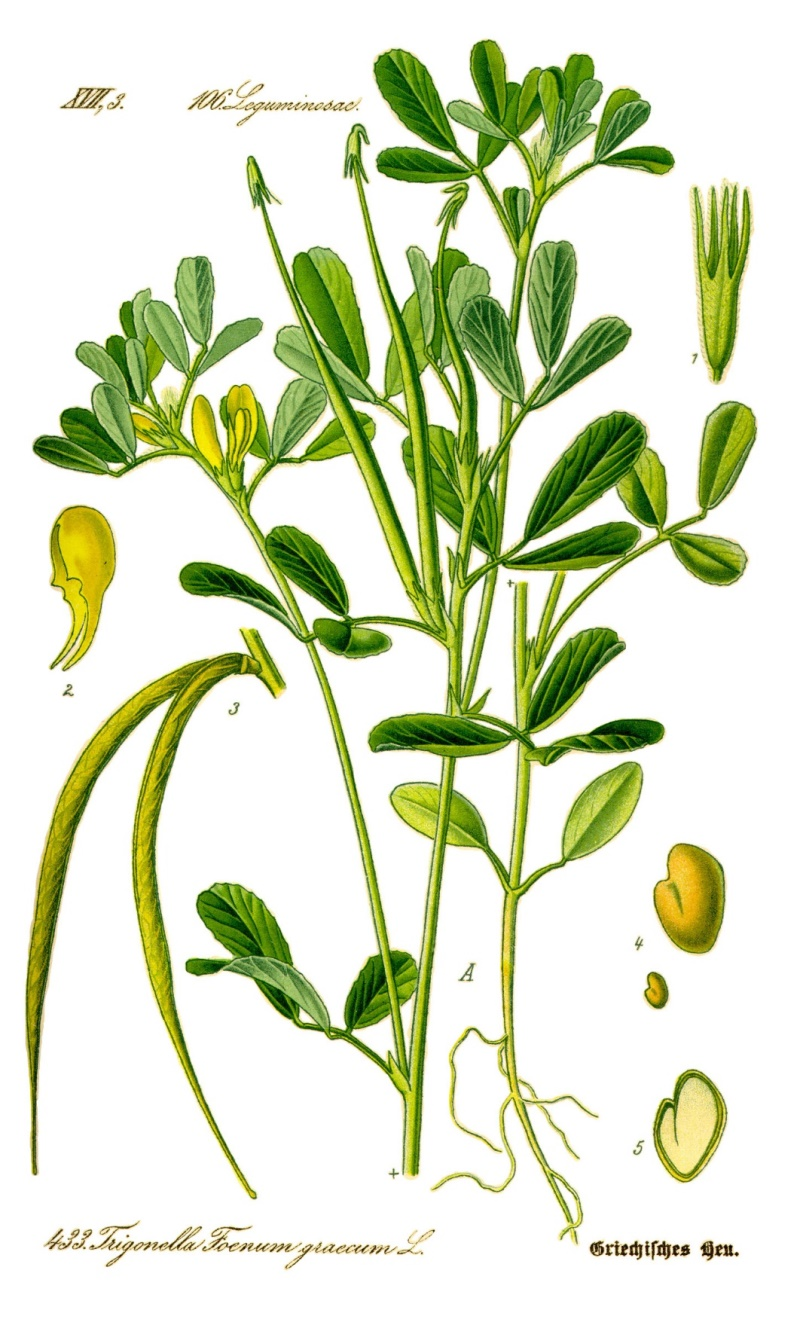 XVII, 3. 106. Leguminosae.
1
2
3
4
A
5
433. Trigonella Foenum graecum L.
Griechisches Heu.